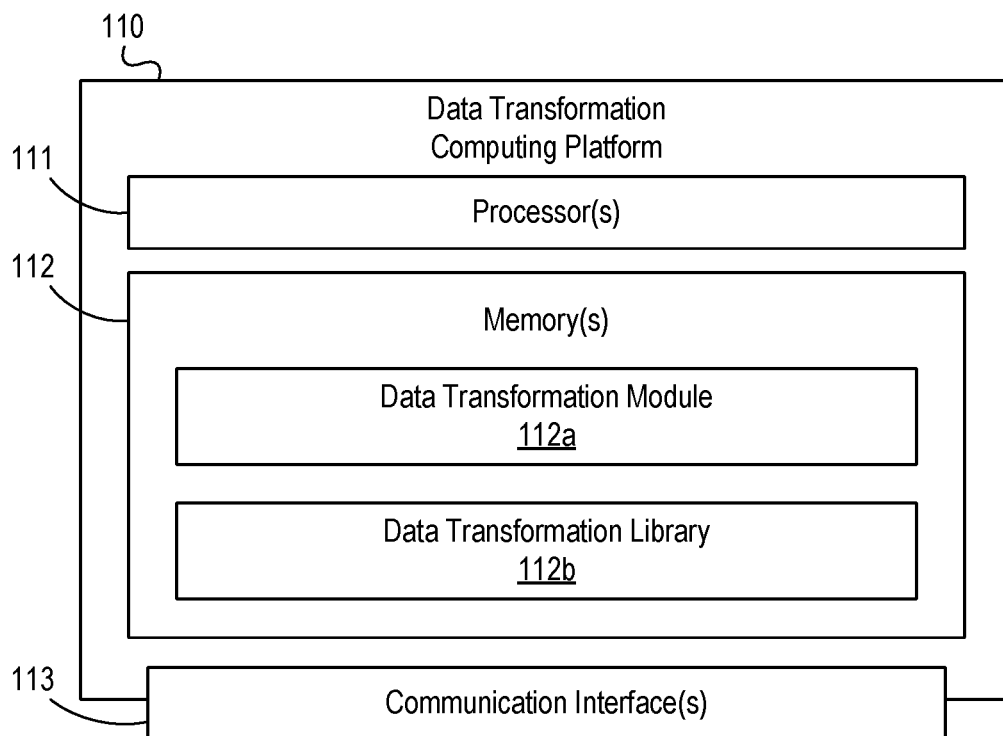 110
Data Transformation
Computing Platform
111
Processor(s)
112
Memory(s)
Data Transformation Module
112a
Data Transformation Library
112b
113
Communication Interface(s)